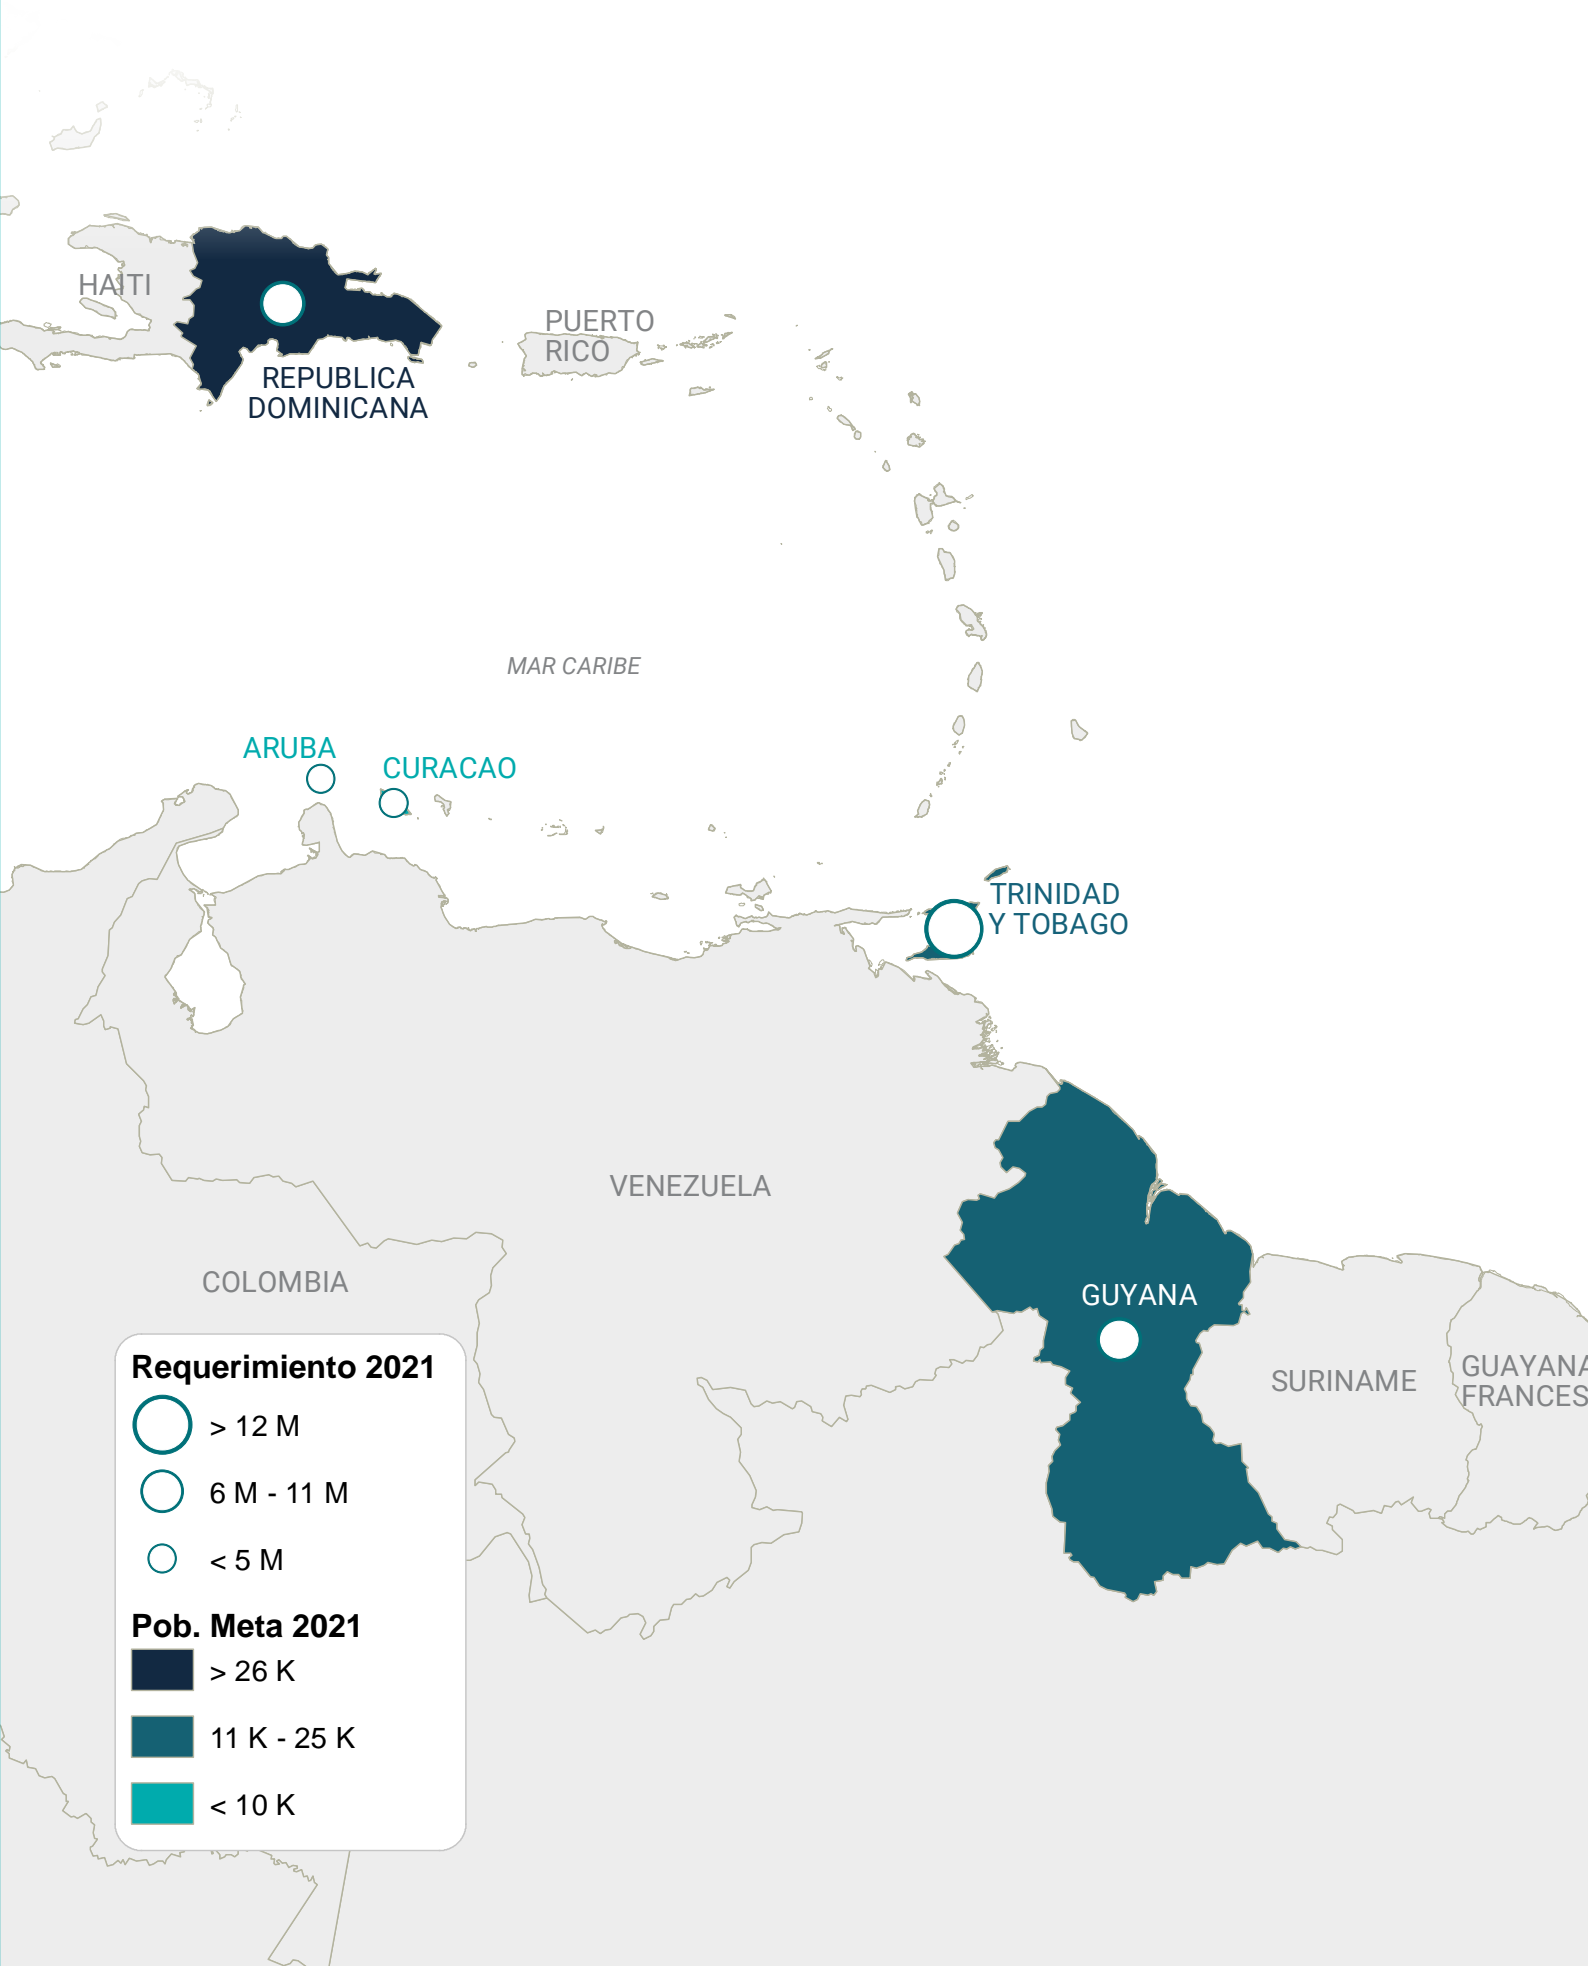 HAITI
PUERTO
RICO
REPUBLICA
DOMINICANA
MAR CARIBE
ARUBA
CURACAO
TRINIDAD
Y TOBAGO
VENEZUELA
COLOMBIA
GUYANA
SURINAME
GUAYANA
FRANCES
Requerimiento 2021
> 12 M
6 M - 11 M
< 5 M
Pob. Meta 2021
> 26 K
11 K - 25 K
< 10 K